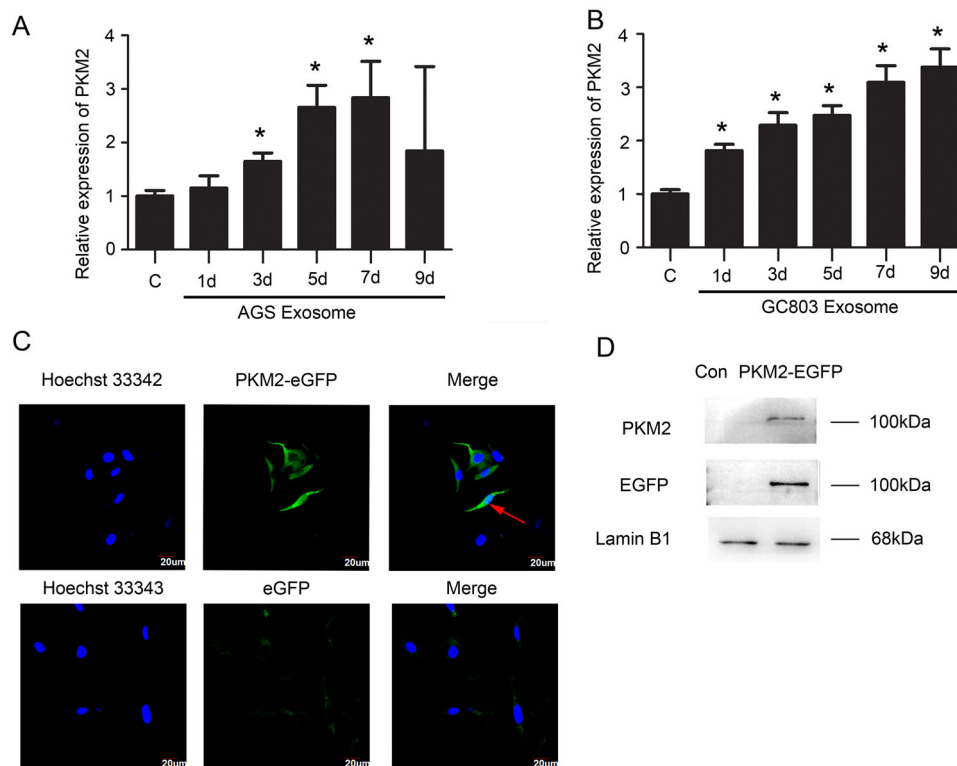 A
Relative expression of PKM2
4
3
2
1
0
*
*
*
C 1d 3d 5d 7d 9d
AGS Exosome
B
Relative expression of PKM2
4
3
2
1
0
*
*
*
*
*
C 1d 3d 5d 7d 9d
GC803 Exosome
C
Hoechst 33342 PKM2-eGFP Merge
20um 20um 20um
Hoechst 33343 eGFP Merge
20um 20um 20um
D
Con PKM2-EGFP
PKM2 100kDa
EGFP 100kDa
Lamin B1 68kDa